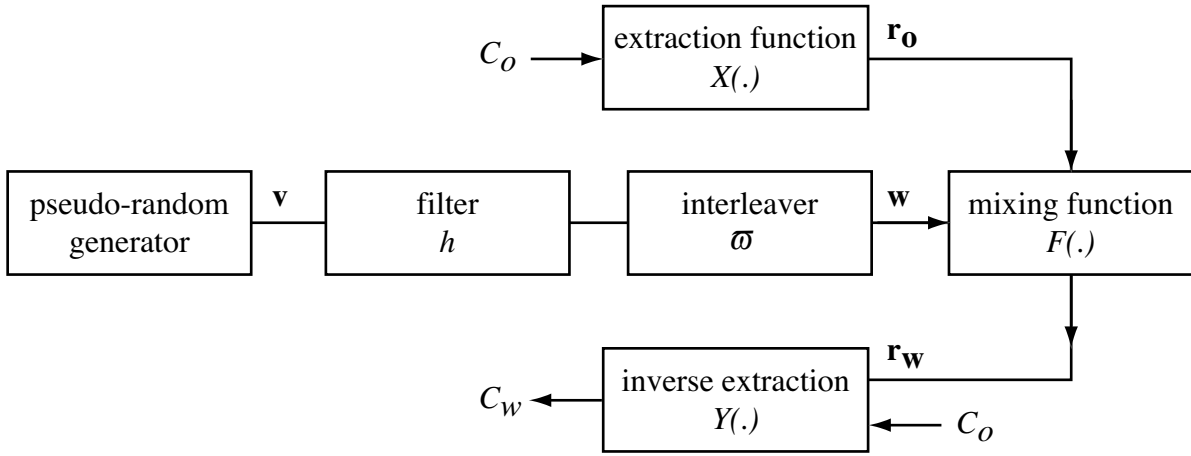 C_o
extraction function
X(.)
r_o
pseudo-random
generator
v
filter
h
interleaver
ϖ
w
mixing function
F(.)
r_w
C_w
inverse extraction
Y(.)
C_o